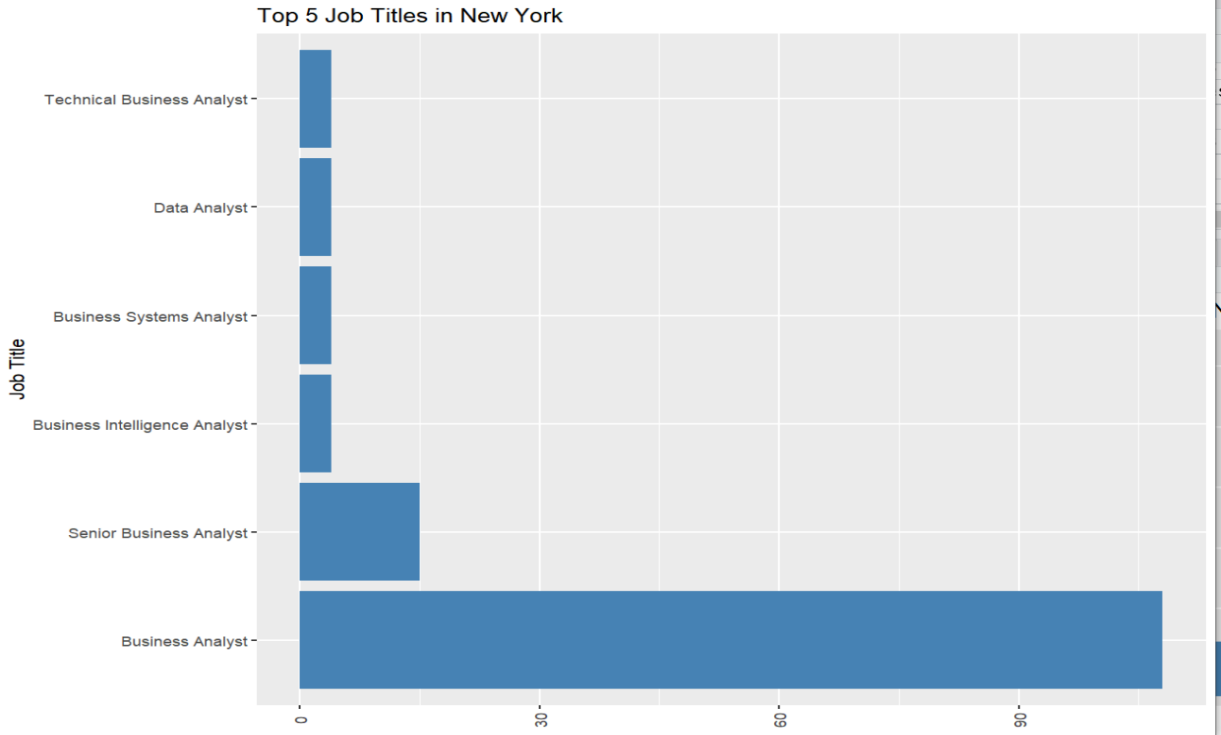 Top 5 Job Titles in New York
Technical Business Analyst
Data Analyst
Business Systems Analyst
Job Title
Business Intelligence Analyst
Senior Business Analyst
Business Analyst
0
30
60
90